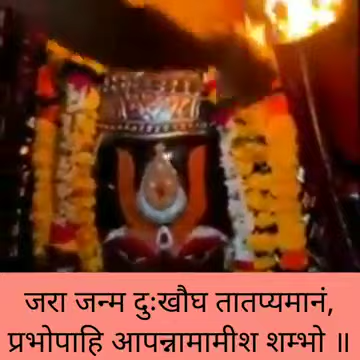 जरा जन्म दुःखौघ तातप्यमानं,
प्रभोपाहि आपन्नामामीश शम्भो ॥